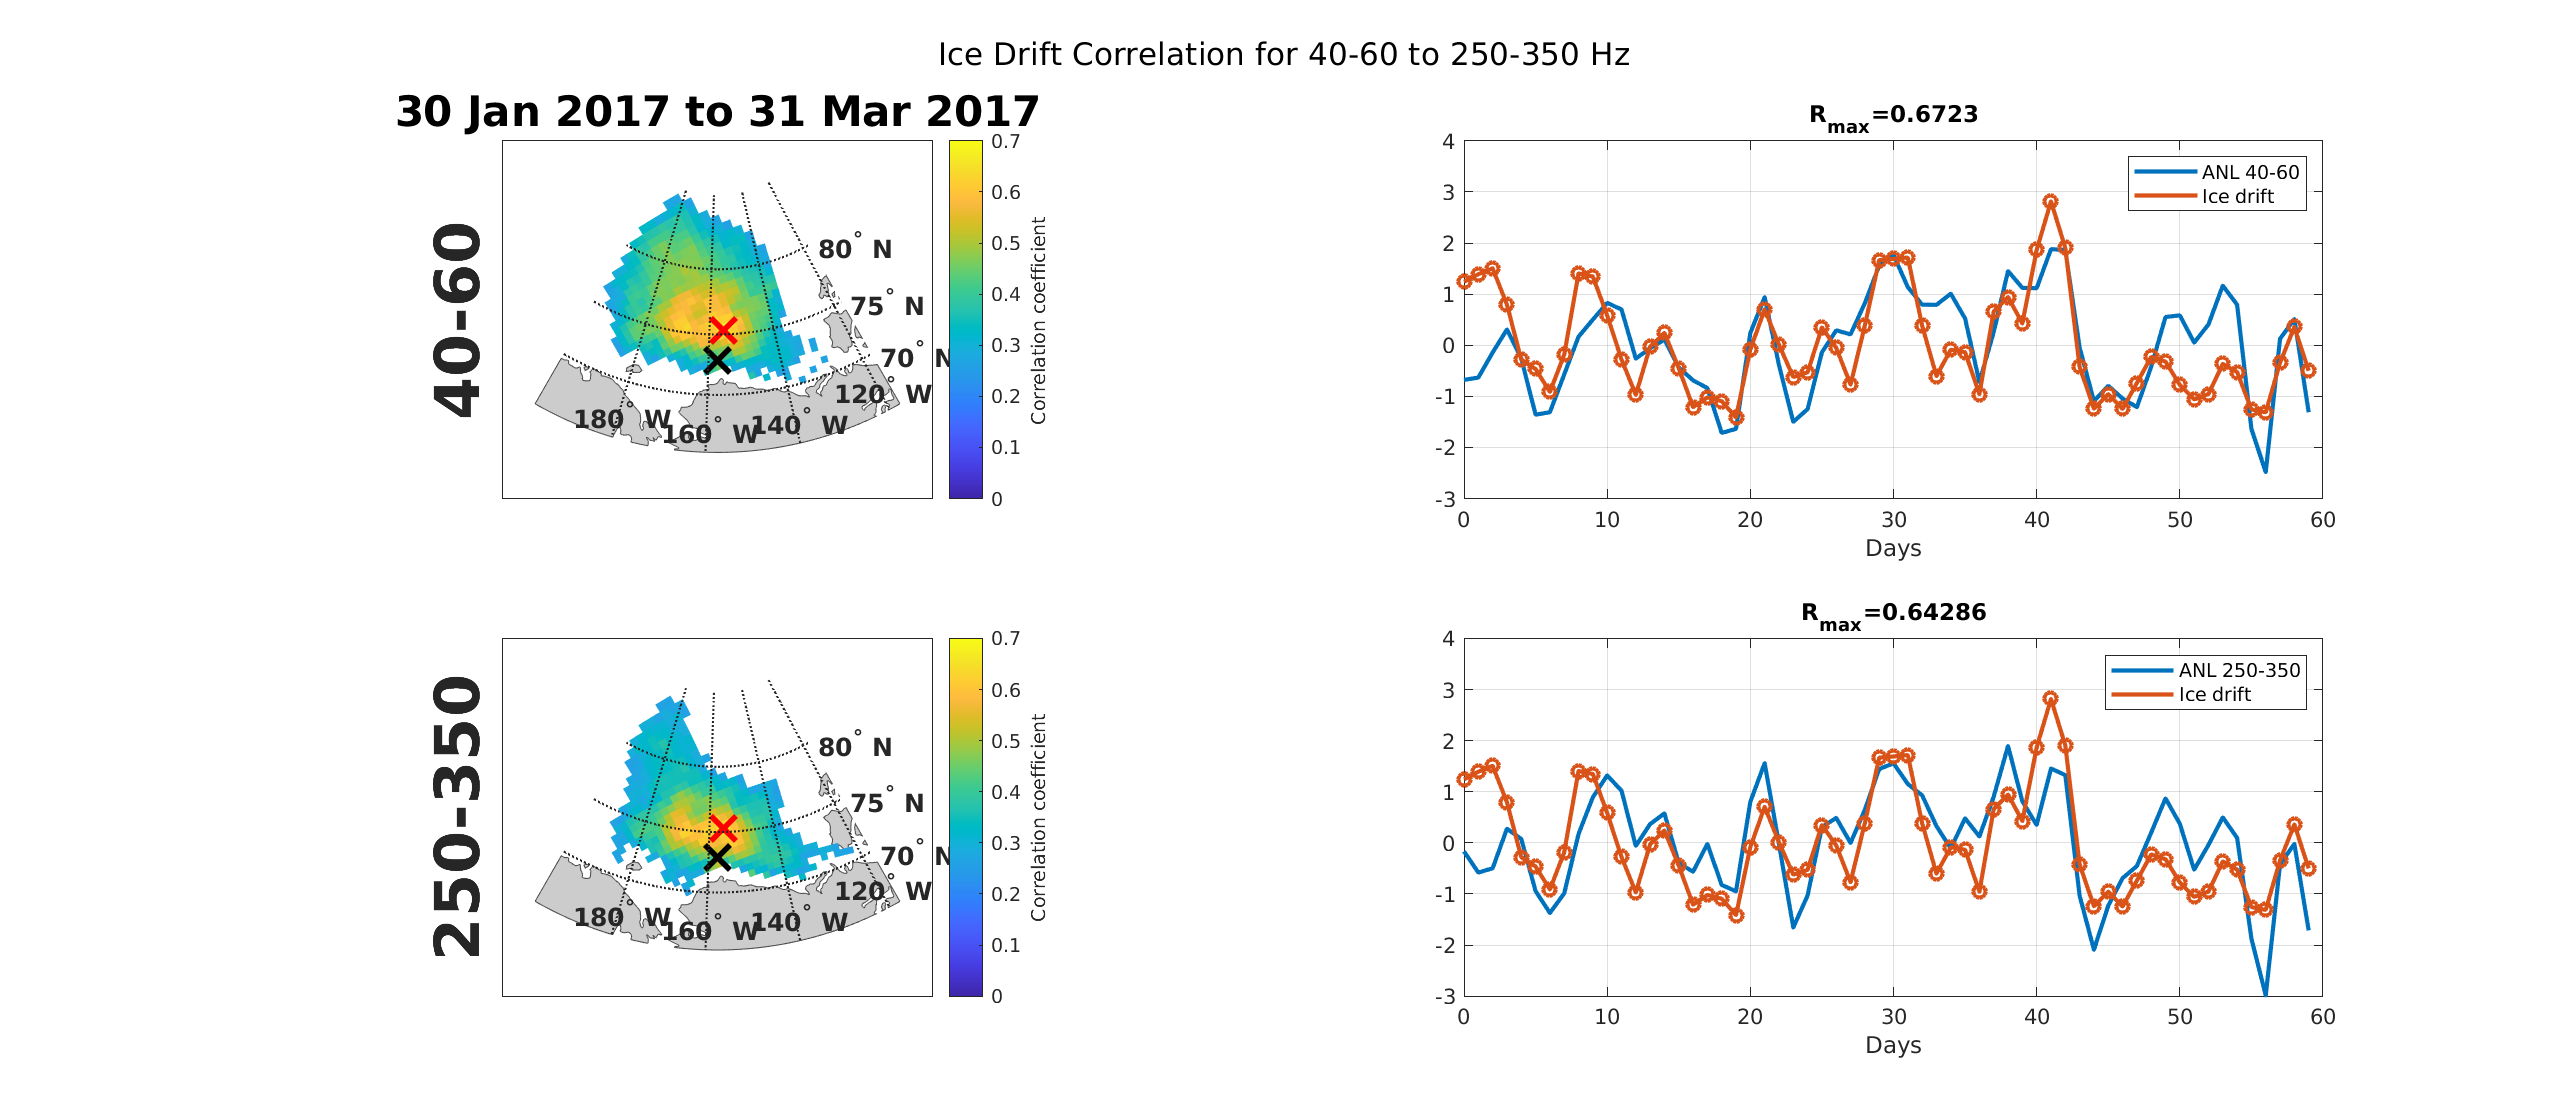 Ice Drift Correlation for 40-60 to 250-350 Hz
30 Jan 2017 to 31 Mar 2017
40-60
80° N
75° N
70° N
120° W
180° W
160° W
140° W
0.7
0.6
0.5
0.4
0.3
0.2
0.1
0
Correlation coefficient
Rmax=0.6723
4
3
2
1
0
-1
-2
-3
0 10 20 30 40 50 60
Days
ANL 40-60
Ice drift
250-350
80° N
75° N
70° N
120° W
180° W
160° W
140° W
0.7
0.6
0.5
0.4
0.3
0.2
0.1
0
Correlation coefficient
Rmax=0.64286
4
3
2
1
0
-1
-2
-3
0 10 20 30 40 50 60
Days
ANL 250-350
Ice drift